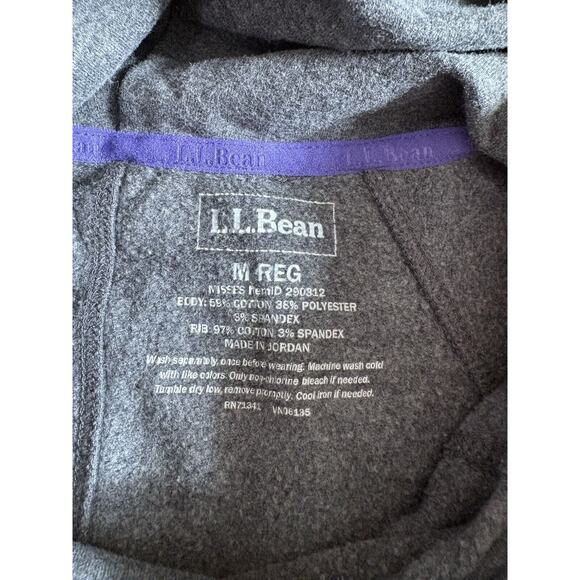 an L.L.Bean L.L.Bean
L.L.Bean
M REG
MISSES ItemID 290312
BODY: 59% COTTON 38% POLYESTER
3% SPANDEX
RIB: 97% COTTON 3% SPANDEX
MADE IN JORDAN
Wash separately once before wearing. Machine wash cold
with like colors. Only non-chlorine bleach if needed.
Tumble dry low, remove promptly. Cool iron if needed.
RN71341 VN06135